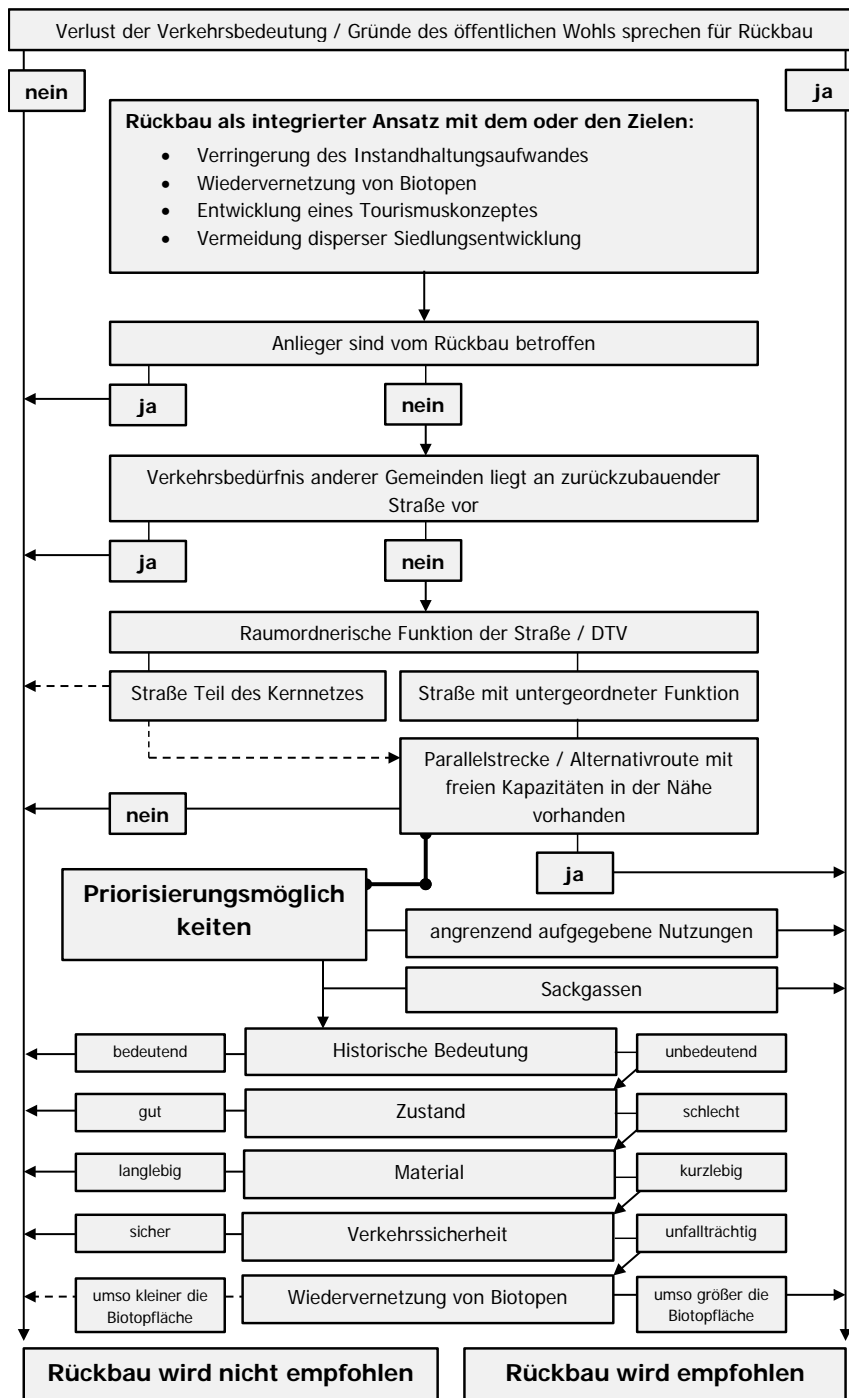 Verlust der Verkehrsbedeutung / Gründe des öffentlichen Wohls sprechen für Rückbau
nein
ja
Rückbau als integrierter Ansatz mit dem oder den Zielen:
• Verringerung des Instandhaltungsaufwandes
• Wiedervernetzung von Biotopen
• Entwicklung eines Tourismuskonzeptes
• Vermeidung disperser Siedlungsentwicklung
Anlieger sind vom Rückbau betroffen
ja
nein
Verkehrsbedürfnis anderer Gemeinden liegt an zurückzubauender
Straße vor
ja
nein
Raumordnerische Funktion der Straße / DTV
Straße Teil des Kernnetzes
Straße mit untergeordneter Funktion
Parallelstrecke / Alternativroute mit
freien Kapazitäten in der Nähe
vorhanden
nein
ja
Priorisierungsmöglich
keiten
angrenzend aufgegebene Nutzungen
Sackgassen
bedeutend
Historische Bedeutung
unbedeutend
gut
Zustand
schlecht
langlebig
Material
kurzlebig
sicher
Verkehrssicherheit
unfallträchtig
umso kleiner die
Biotopfläche
Wiedervernetzung von Biotopen
umso größer die
Biotopfläche
Rückbau wird nicht empfohlen
Rückbau wird empfohlen